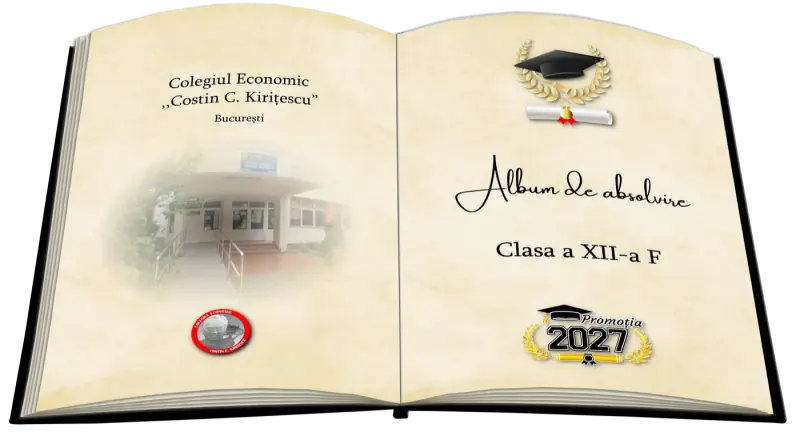 Colegiul Economic
,,Costin C. Kirițescu”
București
Album de absolvire
Clasa a XII-a F
Promoția
2027